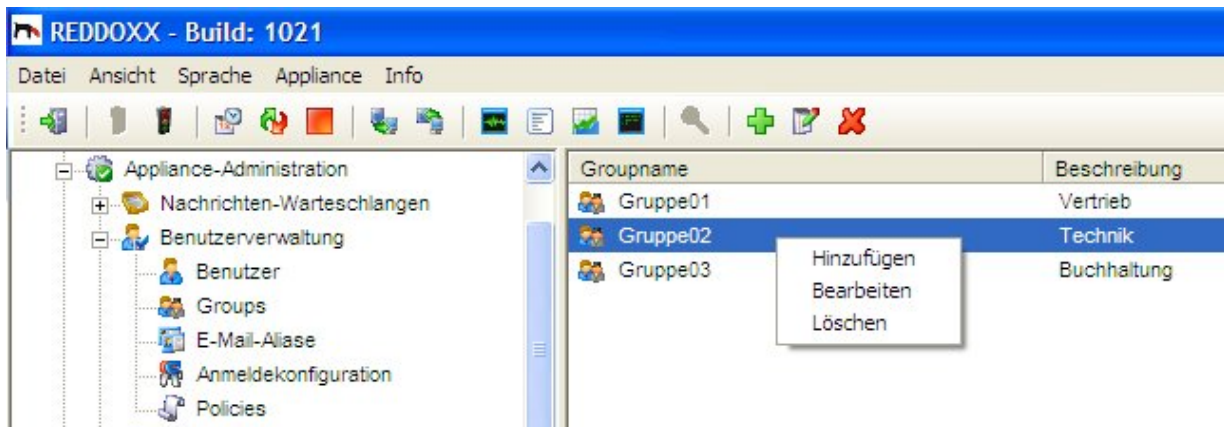 REDDOXX - Build: 1021
Datei Ansicht Sprache Appliance Info
Appliance-Administration
Nachrichten-Warteschlangen
Benutzerverwaltung
Benutzer
Groups
E-Mail-Aliase
Anmeldekonfiguration
Policies
Groupname Beschreibung
Gruppe01 Vertrieb
Gruppe02 Technik
Gruppe03 Buchhaltung
Hinzufügen
Bearbeiten
Löschen